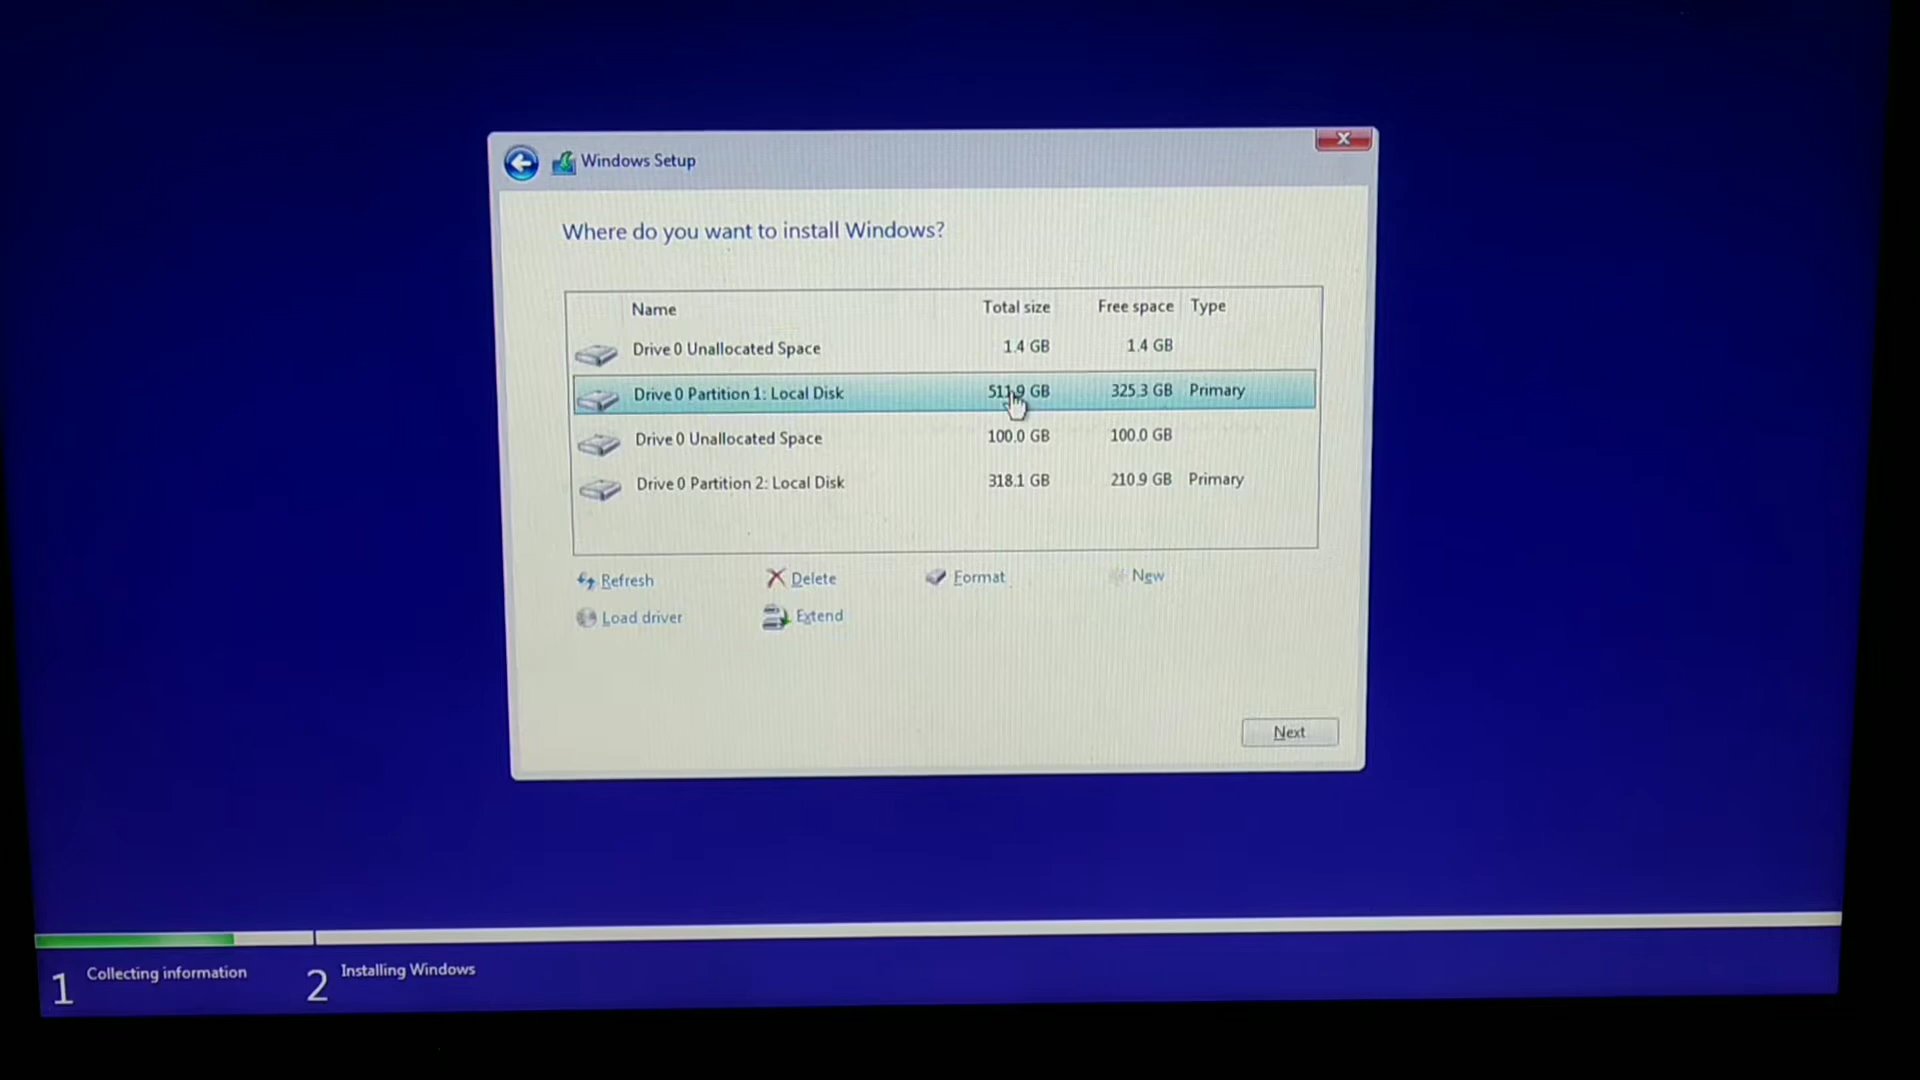 Windows Setup
Where do you want to install Windows?
Name Total size Free space Type
Drive 0 Unallocated Space 1.4 GB 1.4 GB
Drive 0 Partition 1: Local Disk 511.9 GB 325.3 GB Primary
Drive 0 Unallocated Space 100.0 GB 100.0 GB
Drive 0 Partition 2: Local Disk 318.1 GB 210.9 GB Primary
Refresh Delete Format New
Load driver Extend
Next
1 Collecting information 2 Installing Windows